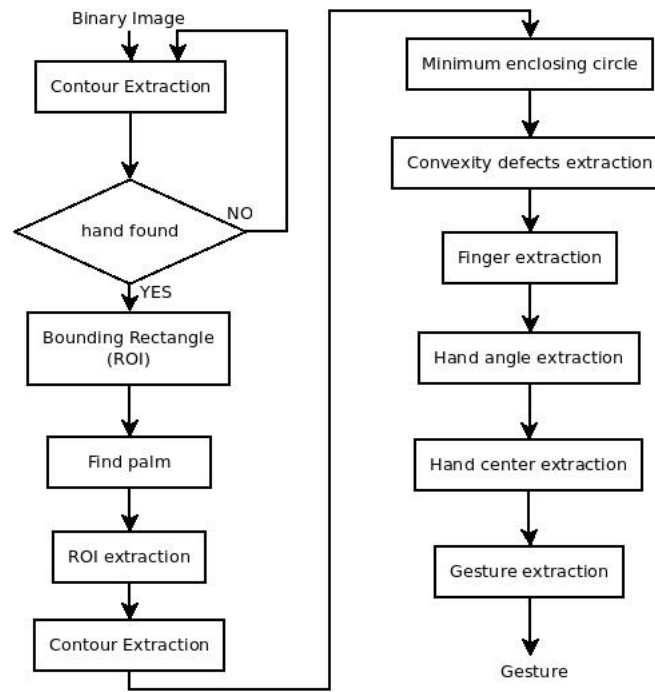 Binary Image
Contour Extraction
hand found
NO
YES
Bounding Rectangle
(ROI)
Find palm
ROI extraction
Contour Extraction
Minimum enclosing circle
Convexity defects extraction
Finger extraction
Hand angle extraction
Hand center extraction
Gesture extraction
Gesture